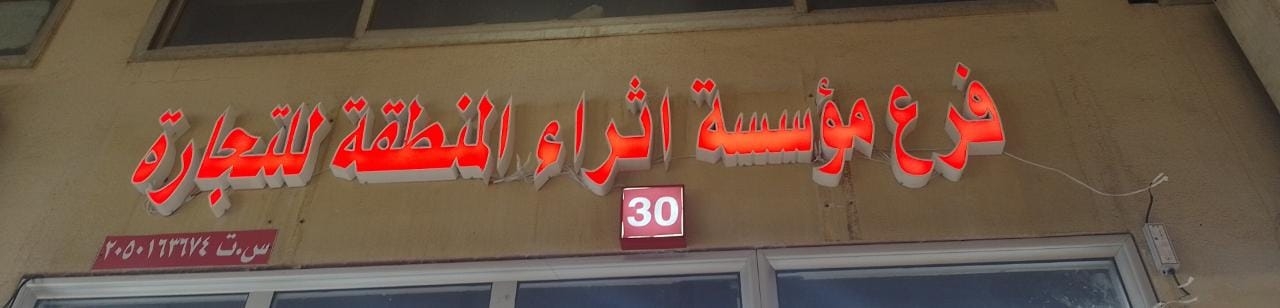 فرع مؤسسة اثراء المنطقة للتجارة
30
س.ت ٢٠٥٠١٦٣٦٧٤